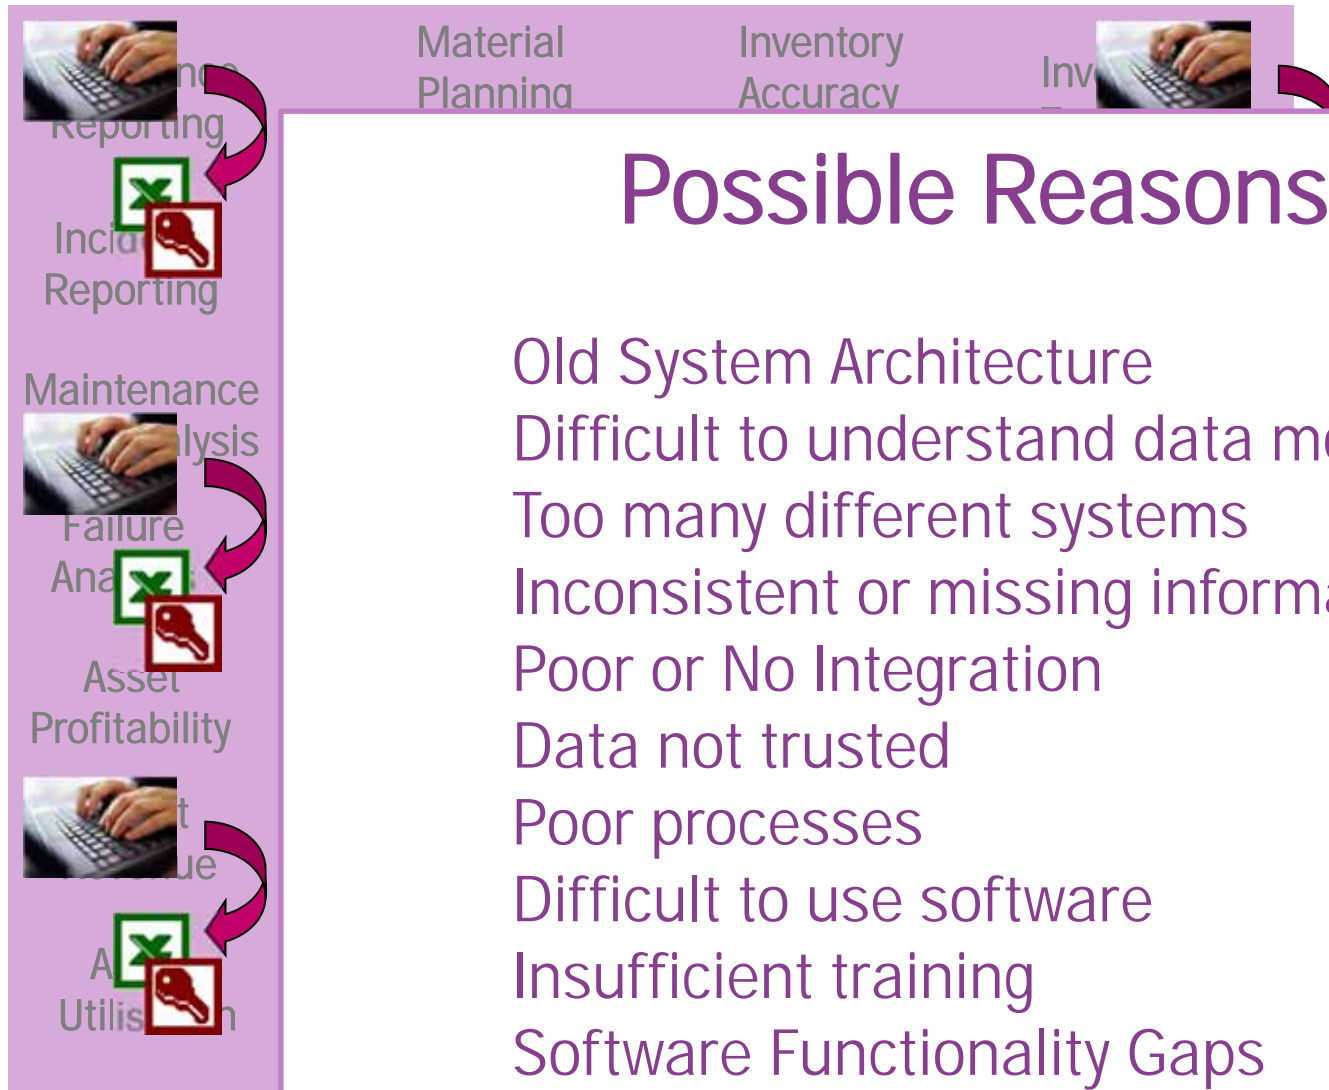 Material
Planning
Inventory
Accuracy
Reporting
Reporting
Maintenance
Failure
Asset
Profitability
Possible Reasons
Old System Architecture
Difficult to understand data
Too many different systems
Inconsistent or missing
Poor or No Integration
Data not trusted
Poor processes
Difficult to use software
Insufficient training
Software Functionality Gaps